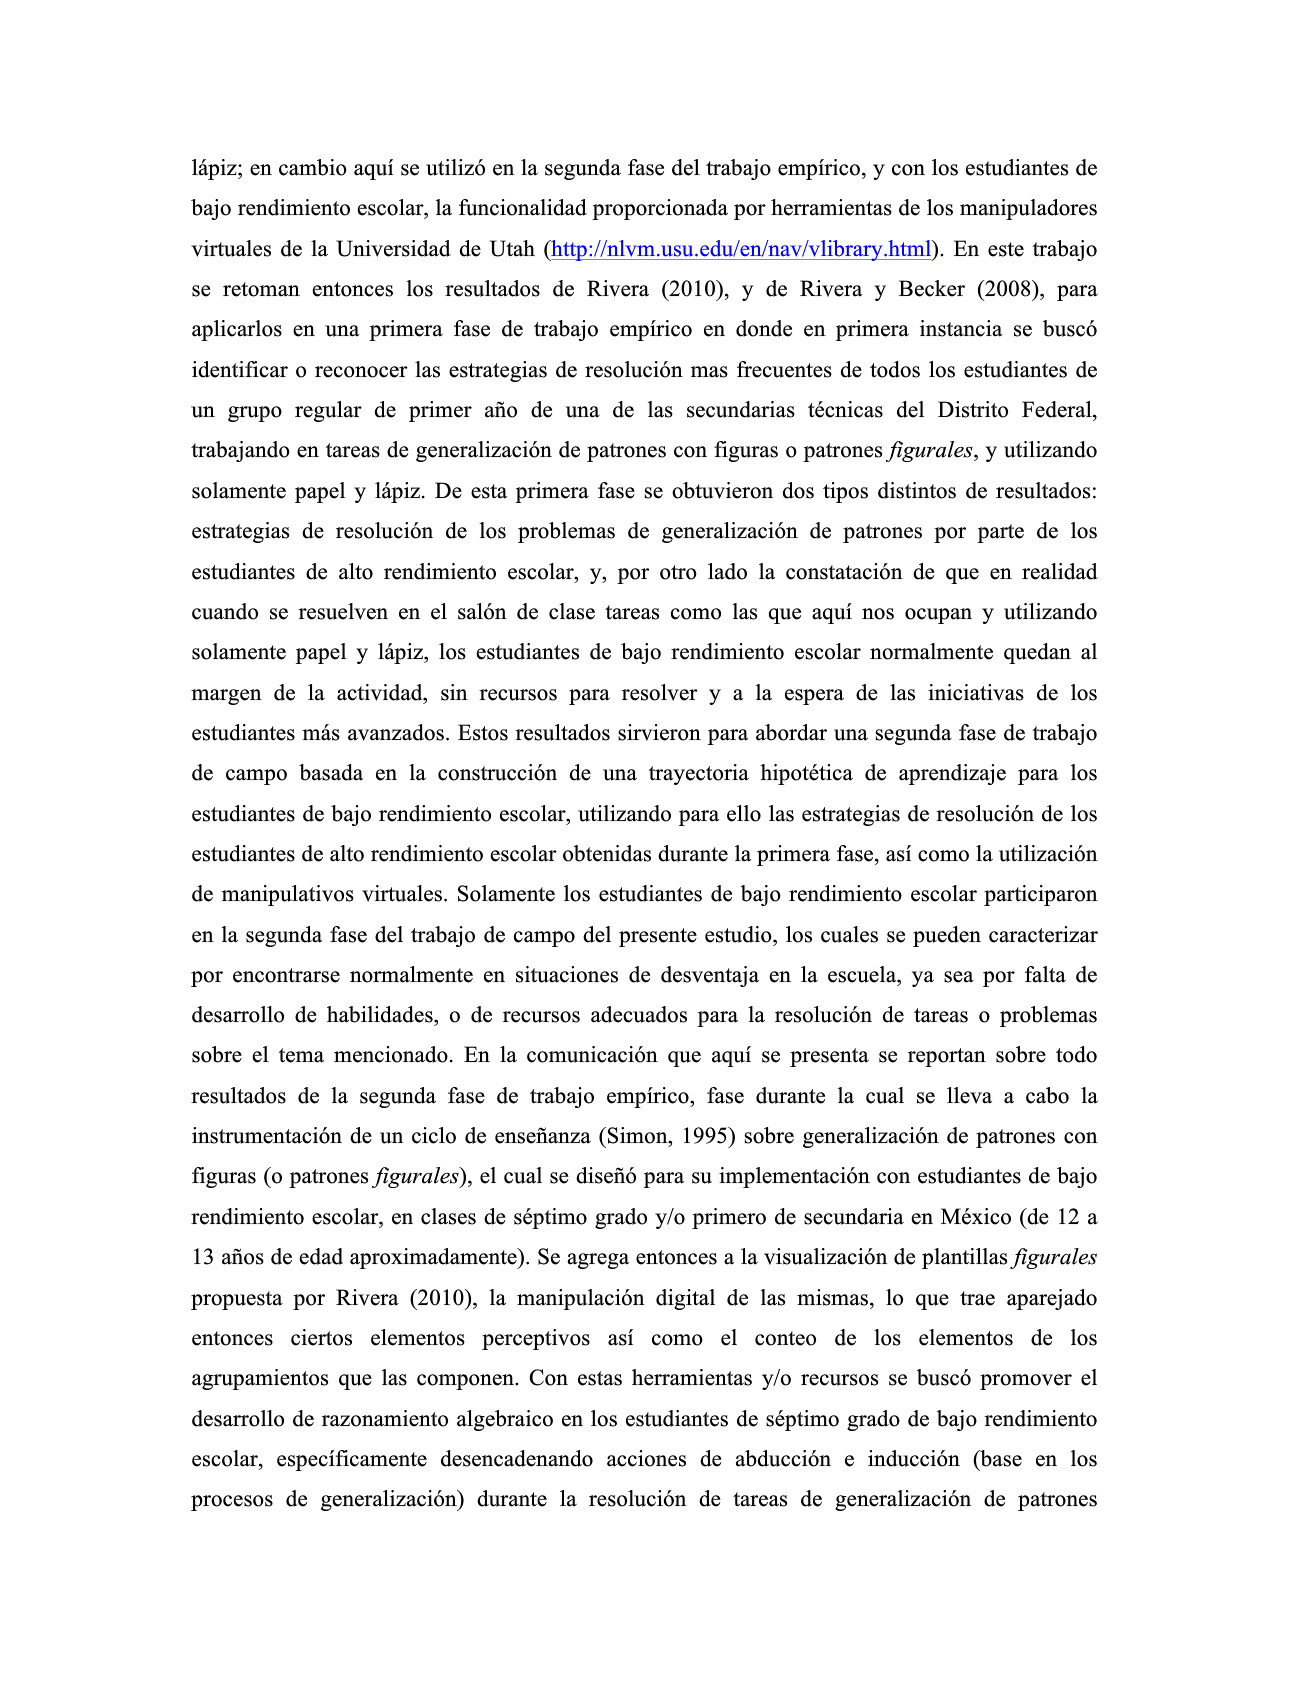 lápiz; en cambio aquí se utilizó en la segunda fase del trabajo empírico, y con los estudiantes de
bajo rendimiento escolar, la funcionalidad proporcionada por herramientas de los manipuladores
virtuales de la Universidad de Utah (http://nlvm.usu.edu/en/nav/vlibrary.html). En este trabajo
se retoman entonces los resultados de Rivera (2010), y de Rivera y Becker (2008), para
aplicarlos en una primera fase de trabajo empírico en donde en primera instancia se buscó
identificar o reconocer las estrategias de resolución mas frecuentes de todos los estudiantes de
un grupo regular de primer año de una de las secundarias técnicas del Distrito Federal,
trabajando en tareas de generalización de patrones con figuras o patrones figurales, y utilizando
solamente papel y lápiz. De esta primera fase se obtuvieron dos tipos distintos de resultados:
estrategias de resolución de los problemas de generalización de patrones por parte de los
estudiantes de alto rendimiento escolar, y, por otro lado la constatación de que en realidad
cuando se resuelven en el salón de clase tareas como las que aquí nos ocupan y utilizando
solamente papel y lápiz, los estudiantes de bajo rendimiento escolar normalmente quedan al
margen de la actividad, sin recursos para resolver y a la espera de las iniciativas de los
estudiantes más avanzados. Estos resultados sirvieron para abordar una segunda fase de trabajo
de campo basada en la construcción de una trayectoria hipotética de aprendizaje para los
estudiantes de bajo rendimiento escolar, utilizando para ello las estrategias de resolución de los
estudiantes de alto rendimiento escolar obtenidas durante la primera fase, así como la utilización
de manipulativos virtuales. Solamente los estudiantes de bajo rendimiento escolar participaron
en la segunda fase del trabajo de campo del presente estudio, los cuales se pueden caracterizar
por encontrarse normalmente en situaciones de desventaja en la escuela, ya sea por falta de
desarrollo de habilidades, o de recursos adecuados para la resolución de tareas o problemas
sobre el tema mencionado. En la comunicación que aquí se presenta se reportan sobre todo
resultados de la segunda fase de trabajo empírico, fase durante la cual se lleva a cabo la
instrumentación de un ciclo de enseñanza (Simon, 1995) sobre generalización de patrones con
figuras (o patrones figurales), el cual se diseñó para su implementación con estudiantes de bajo
rendimiento escolar, en clases de séptimo grado y/o primero de secundaria en México (de 12 a
13 años de edad aproximadamente). Se agrega entonces a la visualización de plantillas figurales
propuesta por Rivera (2010), la manipulación digital de las mismas, lo que trae aparejado
entonces ciertos elementos perceptivos así como el conteo de los elementos de los
agrupamientos que las componen. Con estas herramientas y/o recursos se buscó promover el
desarrollo de razonamiento algebraico en los estudiantes de séptimo grado de bajo rendimiento
escolar, específicamente desencadenando acciones de abducción e inducción (base en los
procesos de generalización) durante la resolución de tareas de generalización de patrones